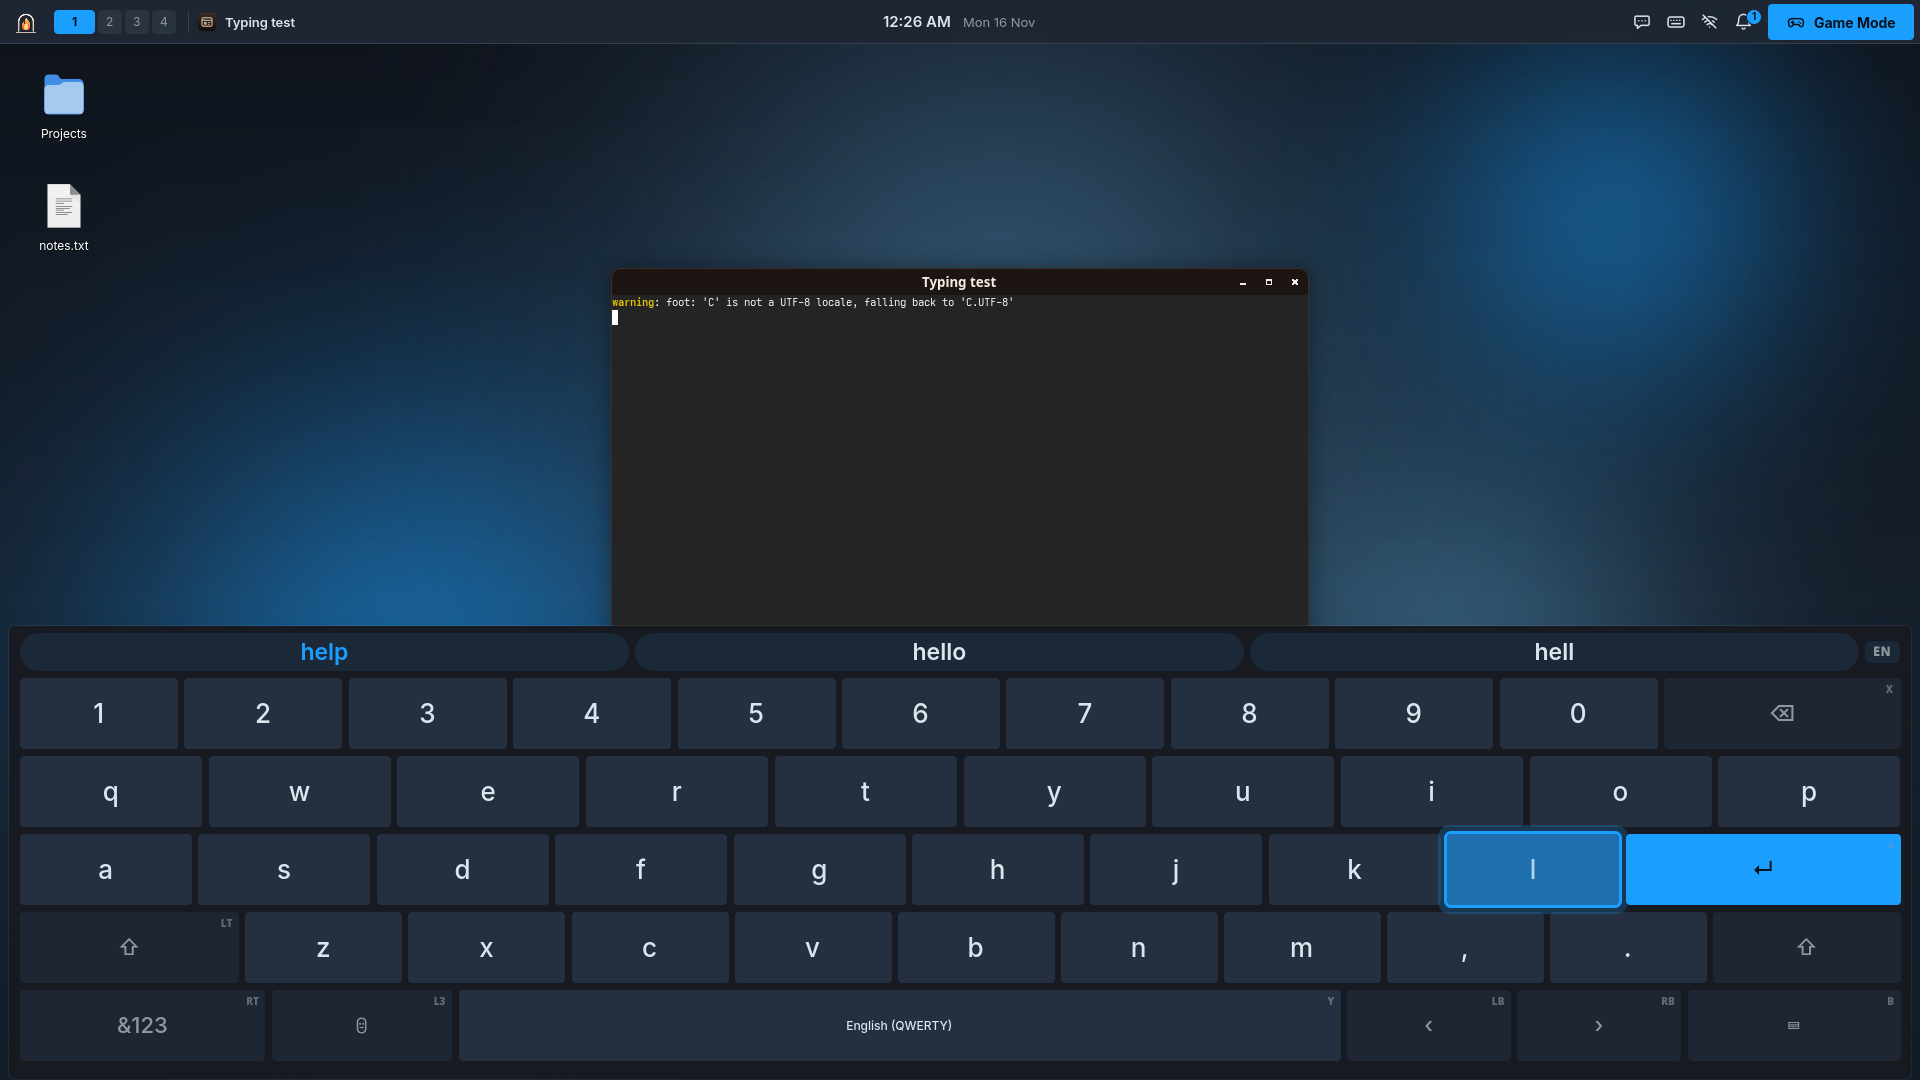 1 2 3 4 Typing test 12:26 AM Mon 16 Nov 1 Game Mode
Projects
notes.txt
Typing test
warning: foot: 'C' is not a UTF-8 locale, falling back to 'C.UTF-8'
help hello hell EN
1 2 3 4 5 6 7 8 9 0 X
q w e r t y u i o p
a s d f g h j k l
LT z x c v b n m , .
&123 RT L3 English (QWERTY) Y LB RB B